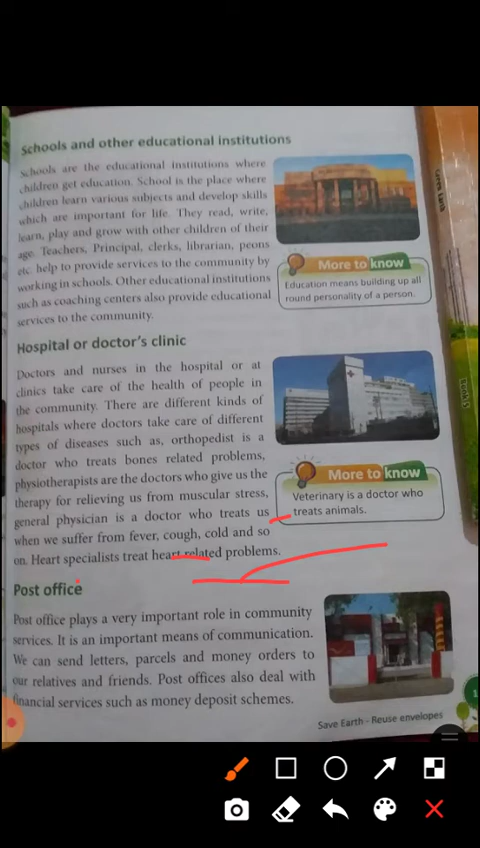 Schools and other educational institutions
Schools are the educational institutions where
children get education. School is the place where
children learn various subjects and develop skills
which are important for life. They read, write,
learn, play and grow with other children of their
age. Teachers, Principal, clerks, librarian, peons
etc. help to provide services to the community by
working in schools. Other educational institutions
such as coaching centers also provide educational
services to the community.
More to know
Education means building up all
round personality of a person.
Hospital or doctor's clinic
Doctors and nurses in the hospital or at
clinics take care of the health of people in
the community. There are different kinds of
hospitals where doctors take care of different
types of diseases such as, orthopedist is a
doctor who treats bones related problems,
physiotherapists are the doctors who give us the
therapy for relieving us from muscular stress,
general physician is a doctor who treats us
when we suffer from fever, cough, cold and so
on. Heart specialists treat heart related problems.
More to know
Veterinary is a doctor who
treats animals.
Post office
Post office plays a very important role in community
services. It is an important means of communication.
We can send letters, parcels and money orders to
our relatives and friends. Post offices also deal with
financial services such as money deposit schemes.
Save Earth - Reuse envelopes